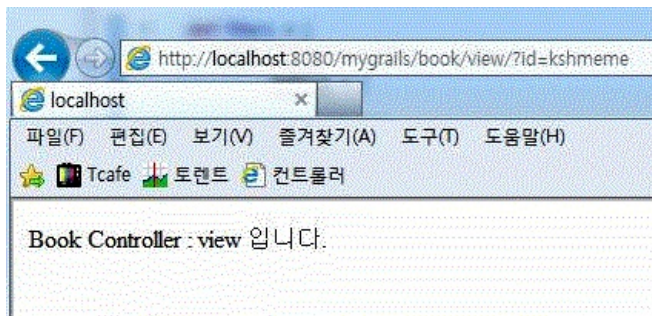 http://localhost:8080/mygrails/book/view/?id=kshmeme
localhost
파일(F) 편집(E) 보기(V) 즐겨찾기(A) 도구(T) 도움말(H)
Tcafe 토렌트 컨트롤러
Book Controller : view 입니다.